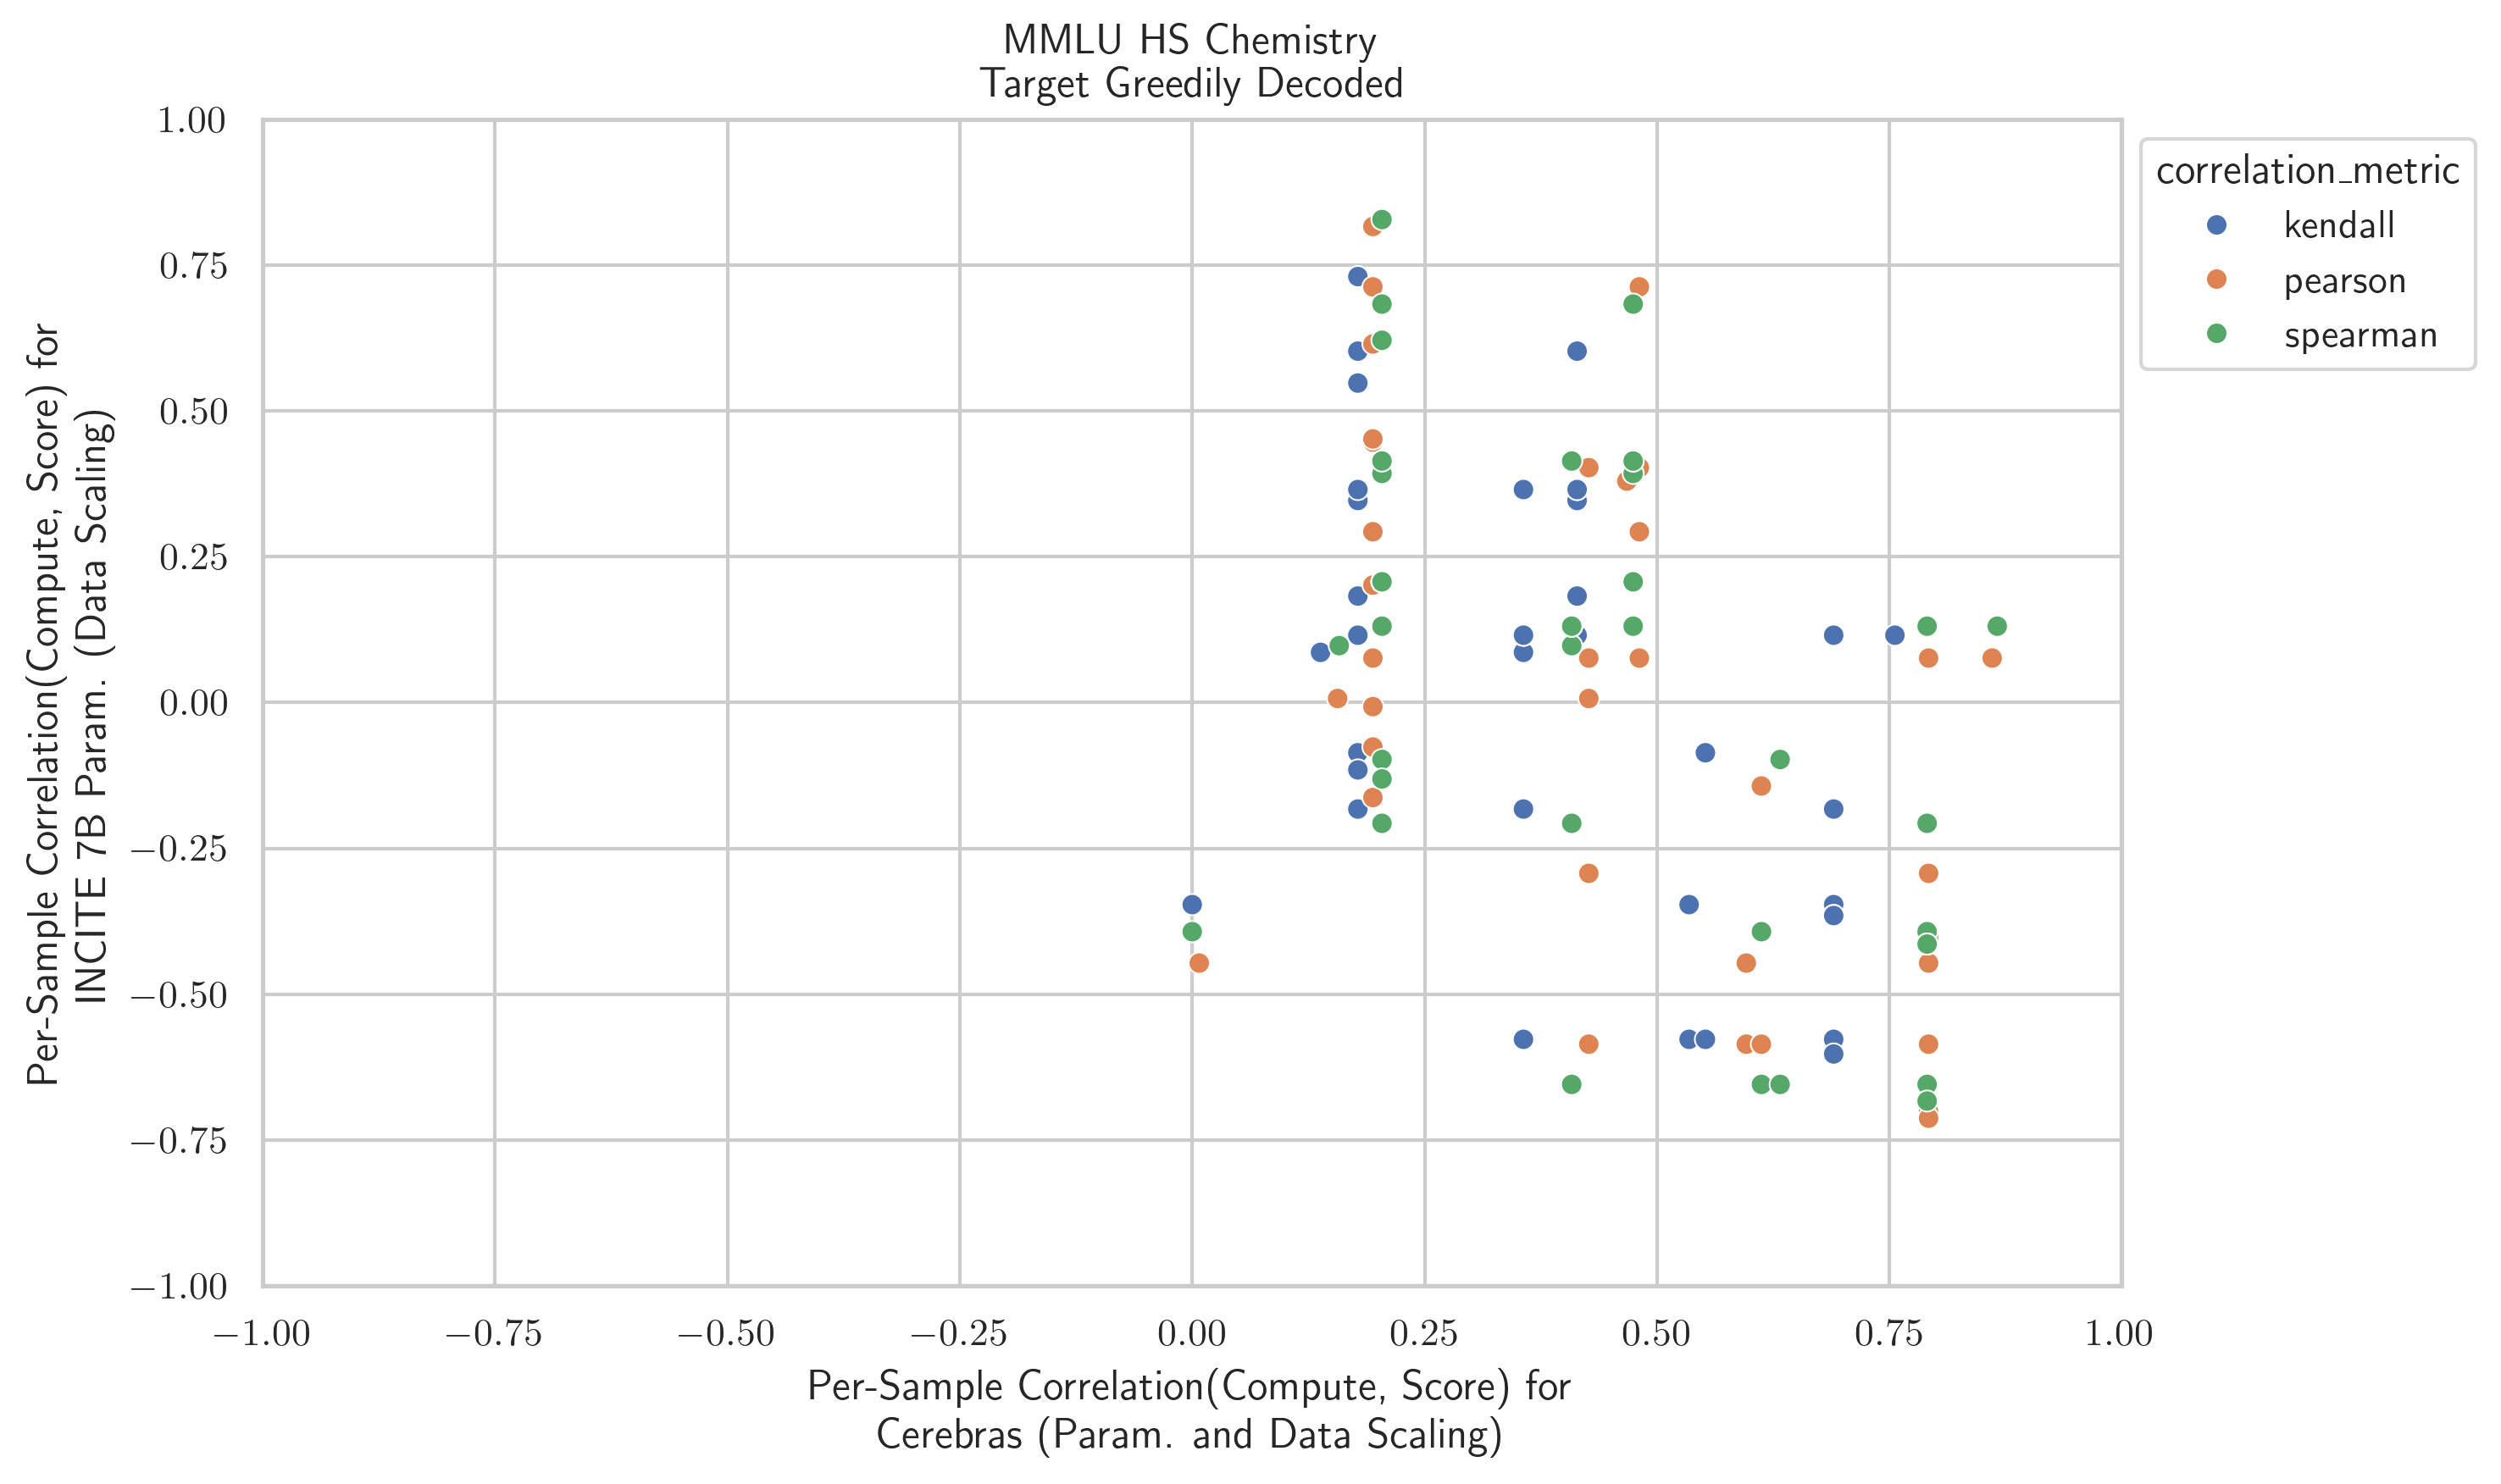 MMLU HS Chemistry
Target Greedily Decoded
Per-Sample Correlation(Compute, Score) for
INCITE 7B Param. (Data Scaling)
1.00
0.75
0.50
0.25
0.00
−0.25
−0.50
−0.75
−1.00
−1.00 −0.75 −0.50 −0.25 0.00 0.25 0.50 0.75 1.00
Per-Sample Correlation(Compute, Score) for
Cerebras (Param. and Data Scaling)
correlation_metric
kendall
pearson
spearman